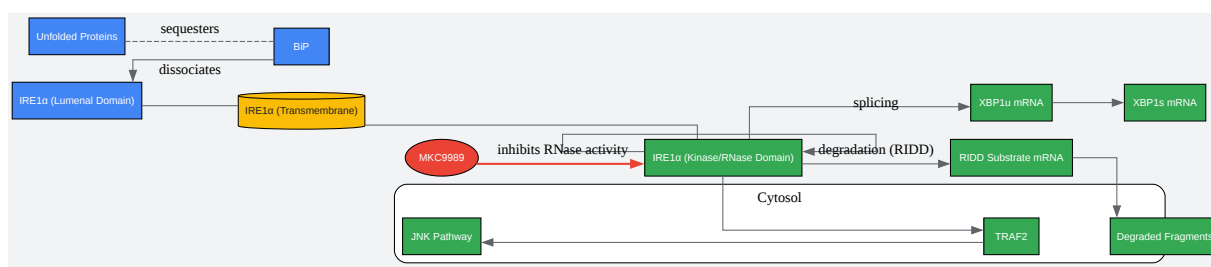 sequesters
Unfolded Proteins
BiP
dissociates
IRE1α (Lumenal Domain)
IRE1α (Transmembrane)
splicing
XBP1u mRNA
XBP1s mRNA
MKC9989
inhibits RNase activity
IRE1α (Kinase/RNase Domain)
degradation (RIDD)
RIDD Substrate mRNA
Cytosol
JNK Pathway
TRAF2
Degraded Fragments